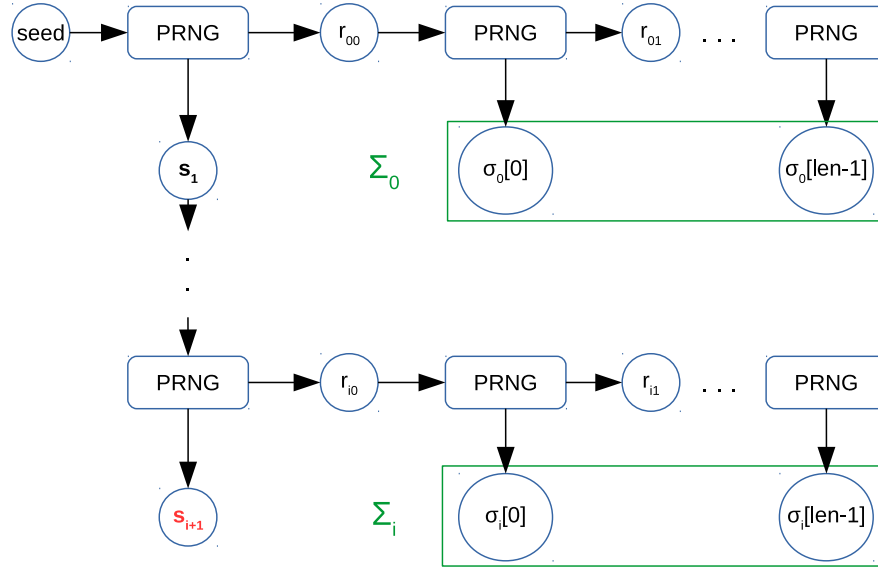 seed PRNG r₀₀ PRNG r₀₁ . . . PRNG
s₁ Σ₀ σ₀[0] σ₀[len-1]
.
.
PRNG rᵢ₀ PRNG rᵢ₁ . . . PRNG
sᵢ₊₁ Σᵢ σᵢ[0] σᵢ[len-1]